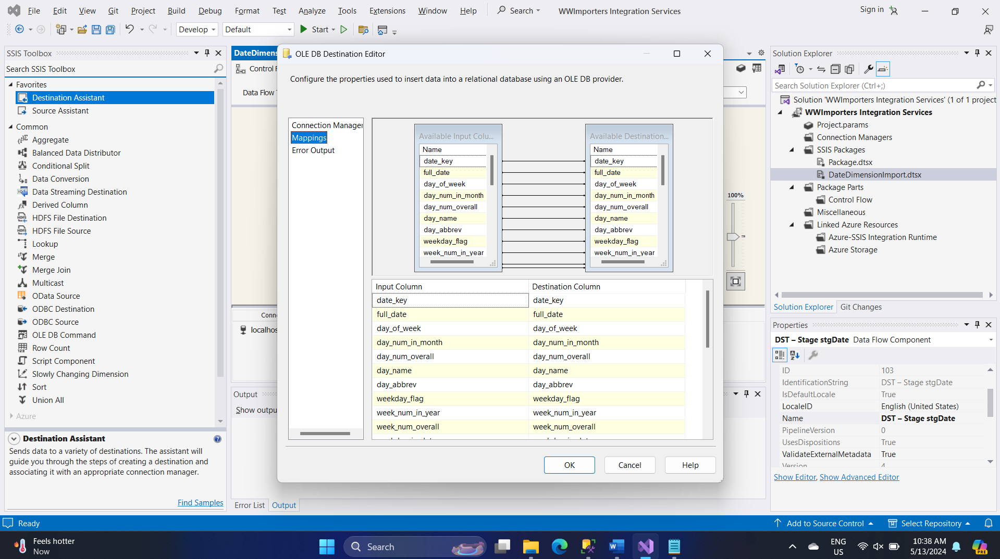 File Edit View Git Project Build Debug Format Test Analyze Tools Extensions Window Help Search WWImporters Integration Services Sign in
Develop Default Start
SSIS Toolbox
Search SSIS Toolbox
Favorites
Destination Assistant
Source Assistant
Common
Aggregate
Balanced Data Distributor
Conditional Split
Data Conversion
Data Streaming Destination
Derived Column
HDFS File Destination
HDFS File Source
Lookup
Merge
Merge Join
Multicast
OData Source
ODBC Destination
ODBC Source
OLE DB Command
Row Count
Script Component
Slowly Changing Dimension
Sort
Union All
Azure
Destination Assistant
Sends data to a variety of destinations. The assistant will
guide you through the steps of creating a destination and
associating it with an appropriate connection manager.
Find Samples
DateDimens
Control F
Data Flow
Conn
localhos
Output
Show outpu
Error List Output
OLE DB Destination Editor
Configure the properties used to insert data into a relational database using an OLE DB provider.
Connection Manager
Mappings
Error Output
Available Input Colu...
Name
date_key
full_date
day_of_week
day_num_in_month
day_num_overall
day_name
day_abbrev
weekday_flag
week_num_in_year
Available Destination...
Name
date_key
full_date
day_of_week
day_num_in_month
day_num_overall
day_name
day_abbrev
weekday_flag
week_num_in_year
Input Column Destination Column
date_key date_key
full_date full_date
day_of_week day_of_week
day_num_in_month day_num_in_month
day_num_overall day_num_overall
day_name day_name
day_abbrev day_abbrev
weekday_flag weekday_flag
week_num_in_year week_num_in_year
week_num_overall week_num_overall
OK Cancel Help
100%
Solution Explorer
Search Solution Explorer (Ctrl+;)
Solution 'WWImporters Integration Services' (1 of 1 project
WWImporters Integration Services
Project.params
Connection Managers
SSIS Packages
Package.dtsx
DateDimensionImport.dtsx
Package Parts
Control Flow
Miscellaneous
Linked Azure Resources
Azure-SSIS Integration Runtime
Azure Storage
Solution Explorer Git Changes
Properties
DST – Stage stgDate Data Flow Component
ID 103
IdentificationString DST – Stage stgDate
IsDefaultLocale True
LocaleID English (United States)
Name DST – Stage stgDate
PipelineVersion 0
UsesDispositions True
ValidateExternalMetadata True
Version 4
Show Editor, Show Advanced Editor
Ready Add to Source Control Select Repository
Feels hotter
Now
Search
ENG
US
10:38 AM
5/13/2024
PRE